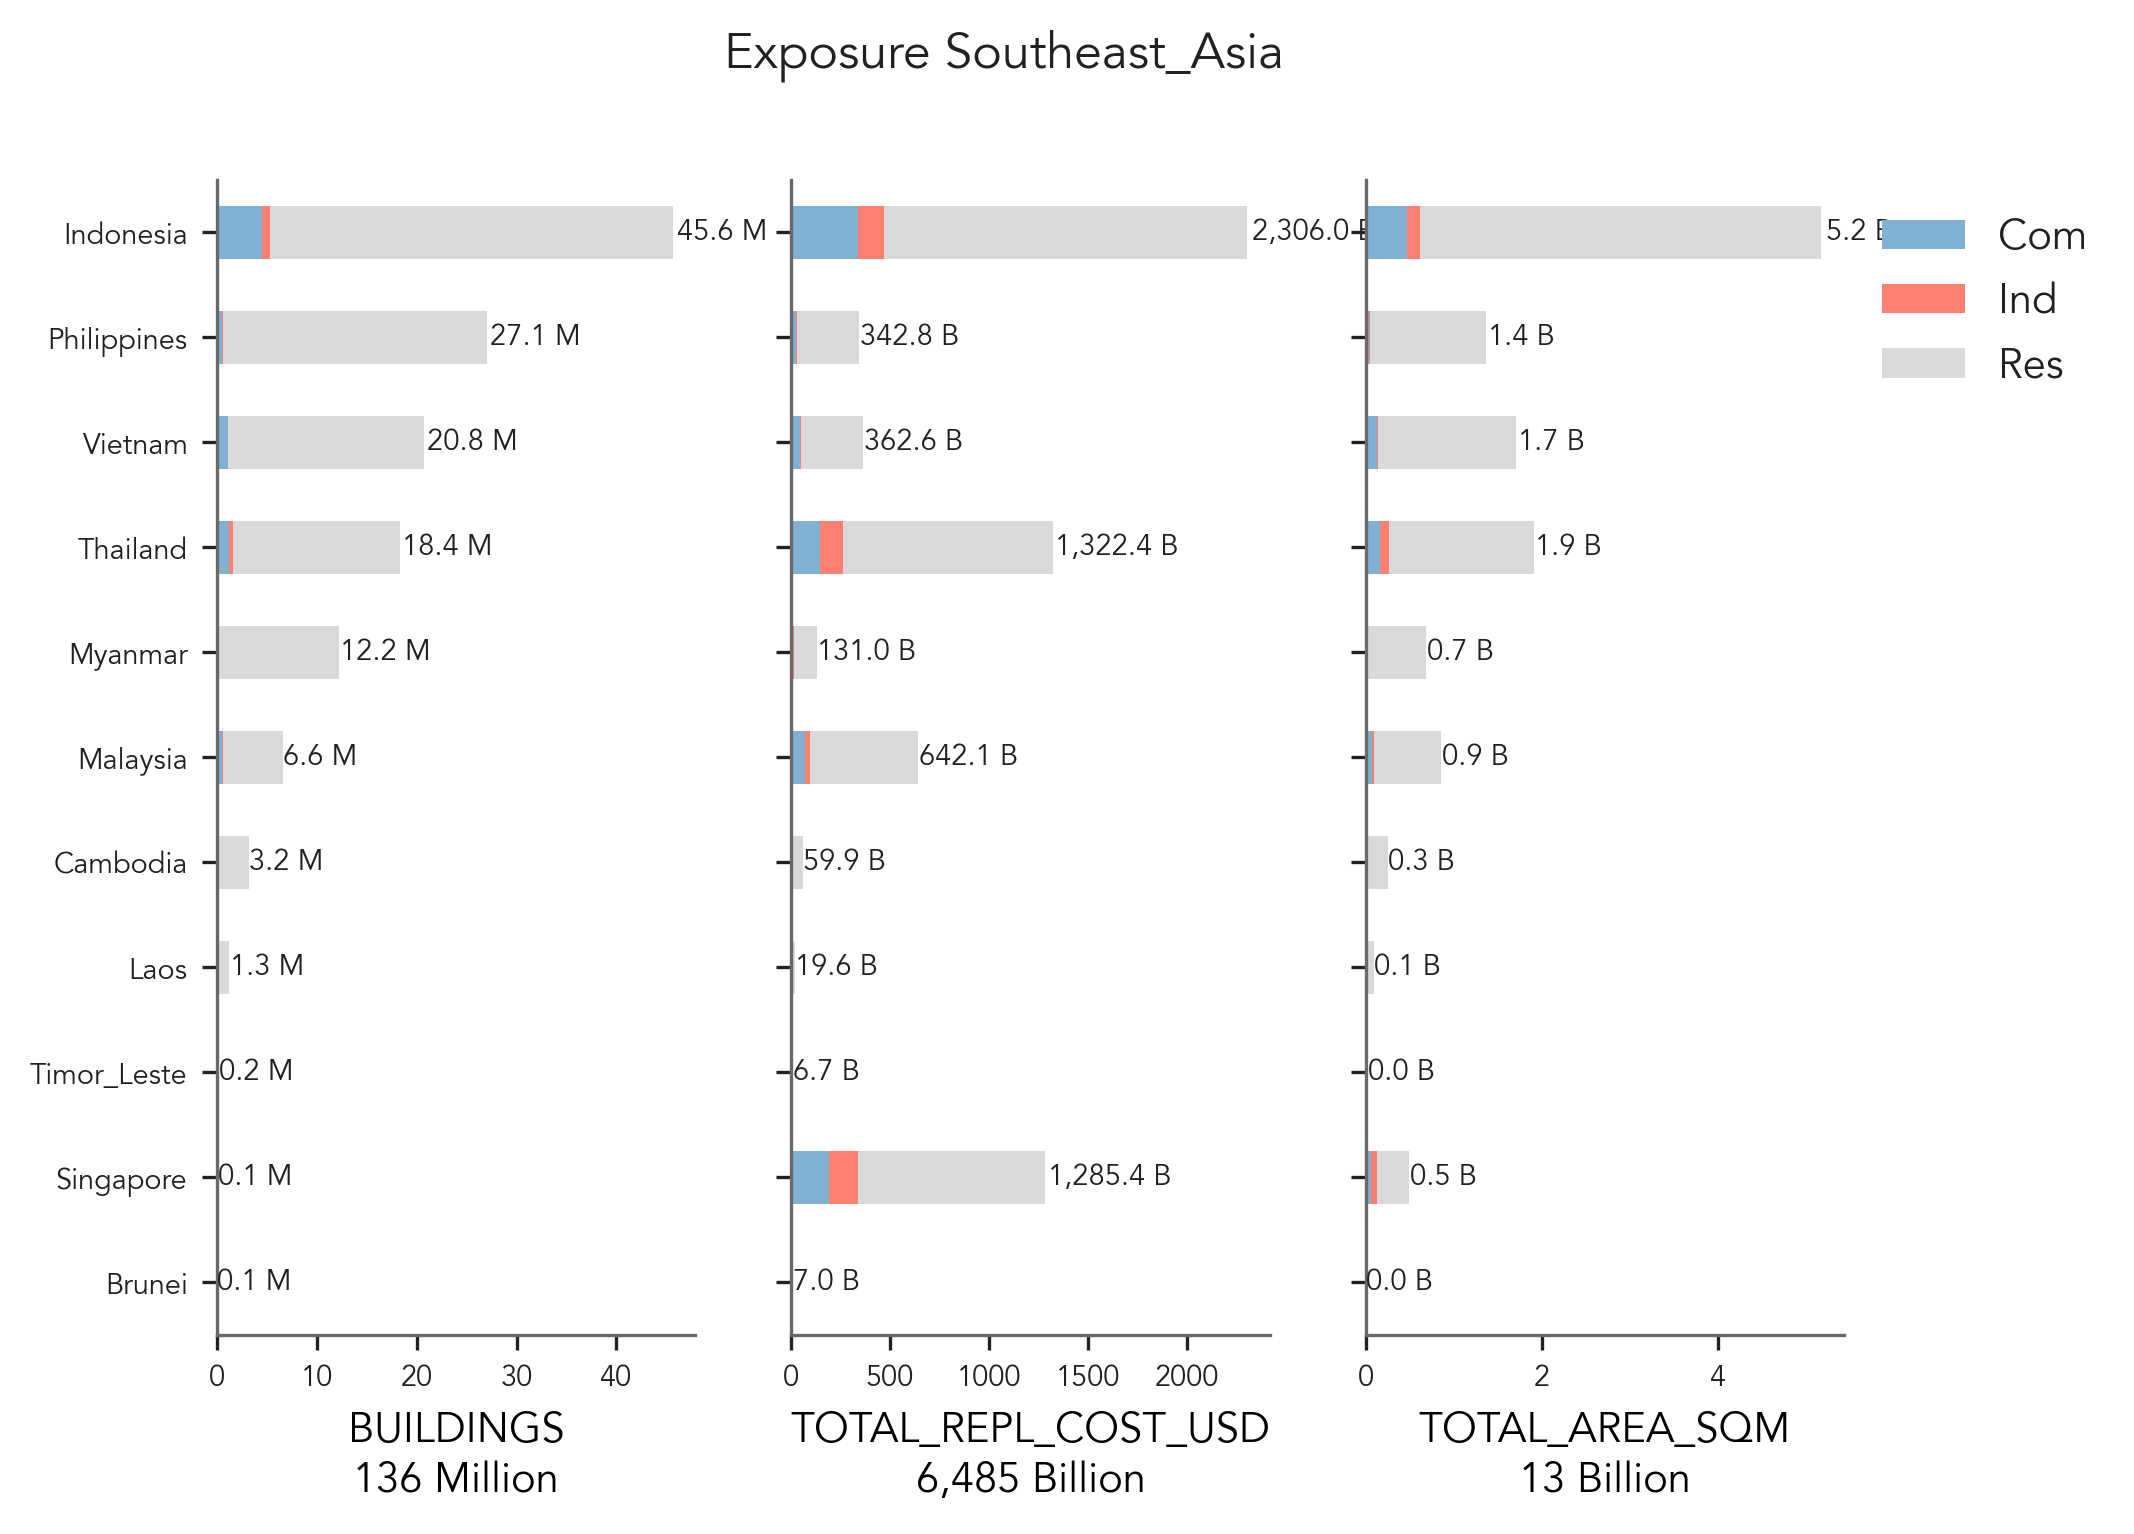 Exposure Southeast_Asia
Indonesia 45.6 M 2,306.0 5.2 Com
Ind
Philippines 27.1 M 342.8 B 1.4 B Res
Vietnam 20.8 M 362.6 B 1.7 B
Thailand 18.4 M 1,322.4 B 1.9 B
Myanmar 12.2 M 131.0 B 0.7 B
Malaysia 6.6 M 642.1 B 0.9 B
Cambodia 3.2 M 59.9 B 0.3 B
Laos 1.3 M 19.6 B 0.1 B
Timor_Leste 0.2 M 6.7 B 0.0 B
Singapore 0.1 M 1,285.4 B 0.5 B
Brunei 0.1 M 7.0 B 0.0 B
0 10 20 30 40 0 500 1000 1500 2000 0 2 4
BUILDINGS TOTAL_REPL_COST_USD TOTAL_AREA_SQM
136 Million 6,485 Billion 13 Billion